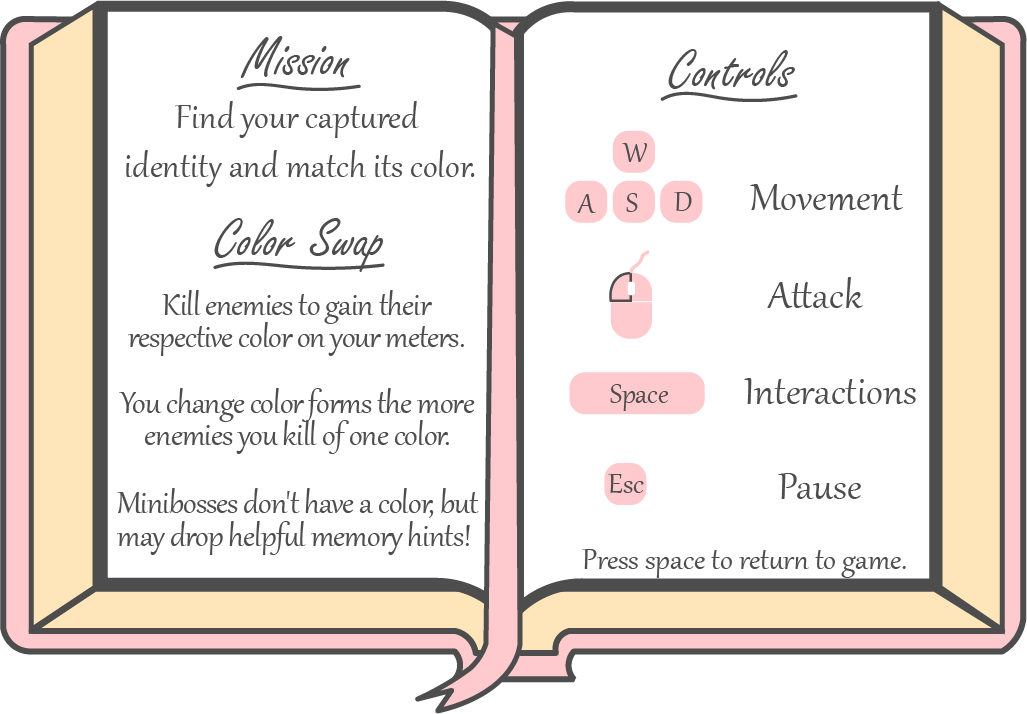 Mission
Find your captured
identity and match its color.
Color Swap
Kill enemies to gain their
respective color on your meters.
You change color forms the more
enemies you kill of one color.
Minibosses don't have a color, but
may drop helpful memory hints!
Controls
W
A S D Movement
Attack
Space Interactions
Esc Pause
Press space to return to game.